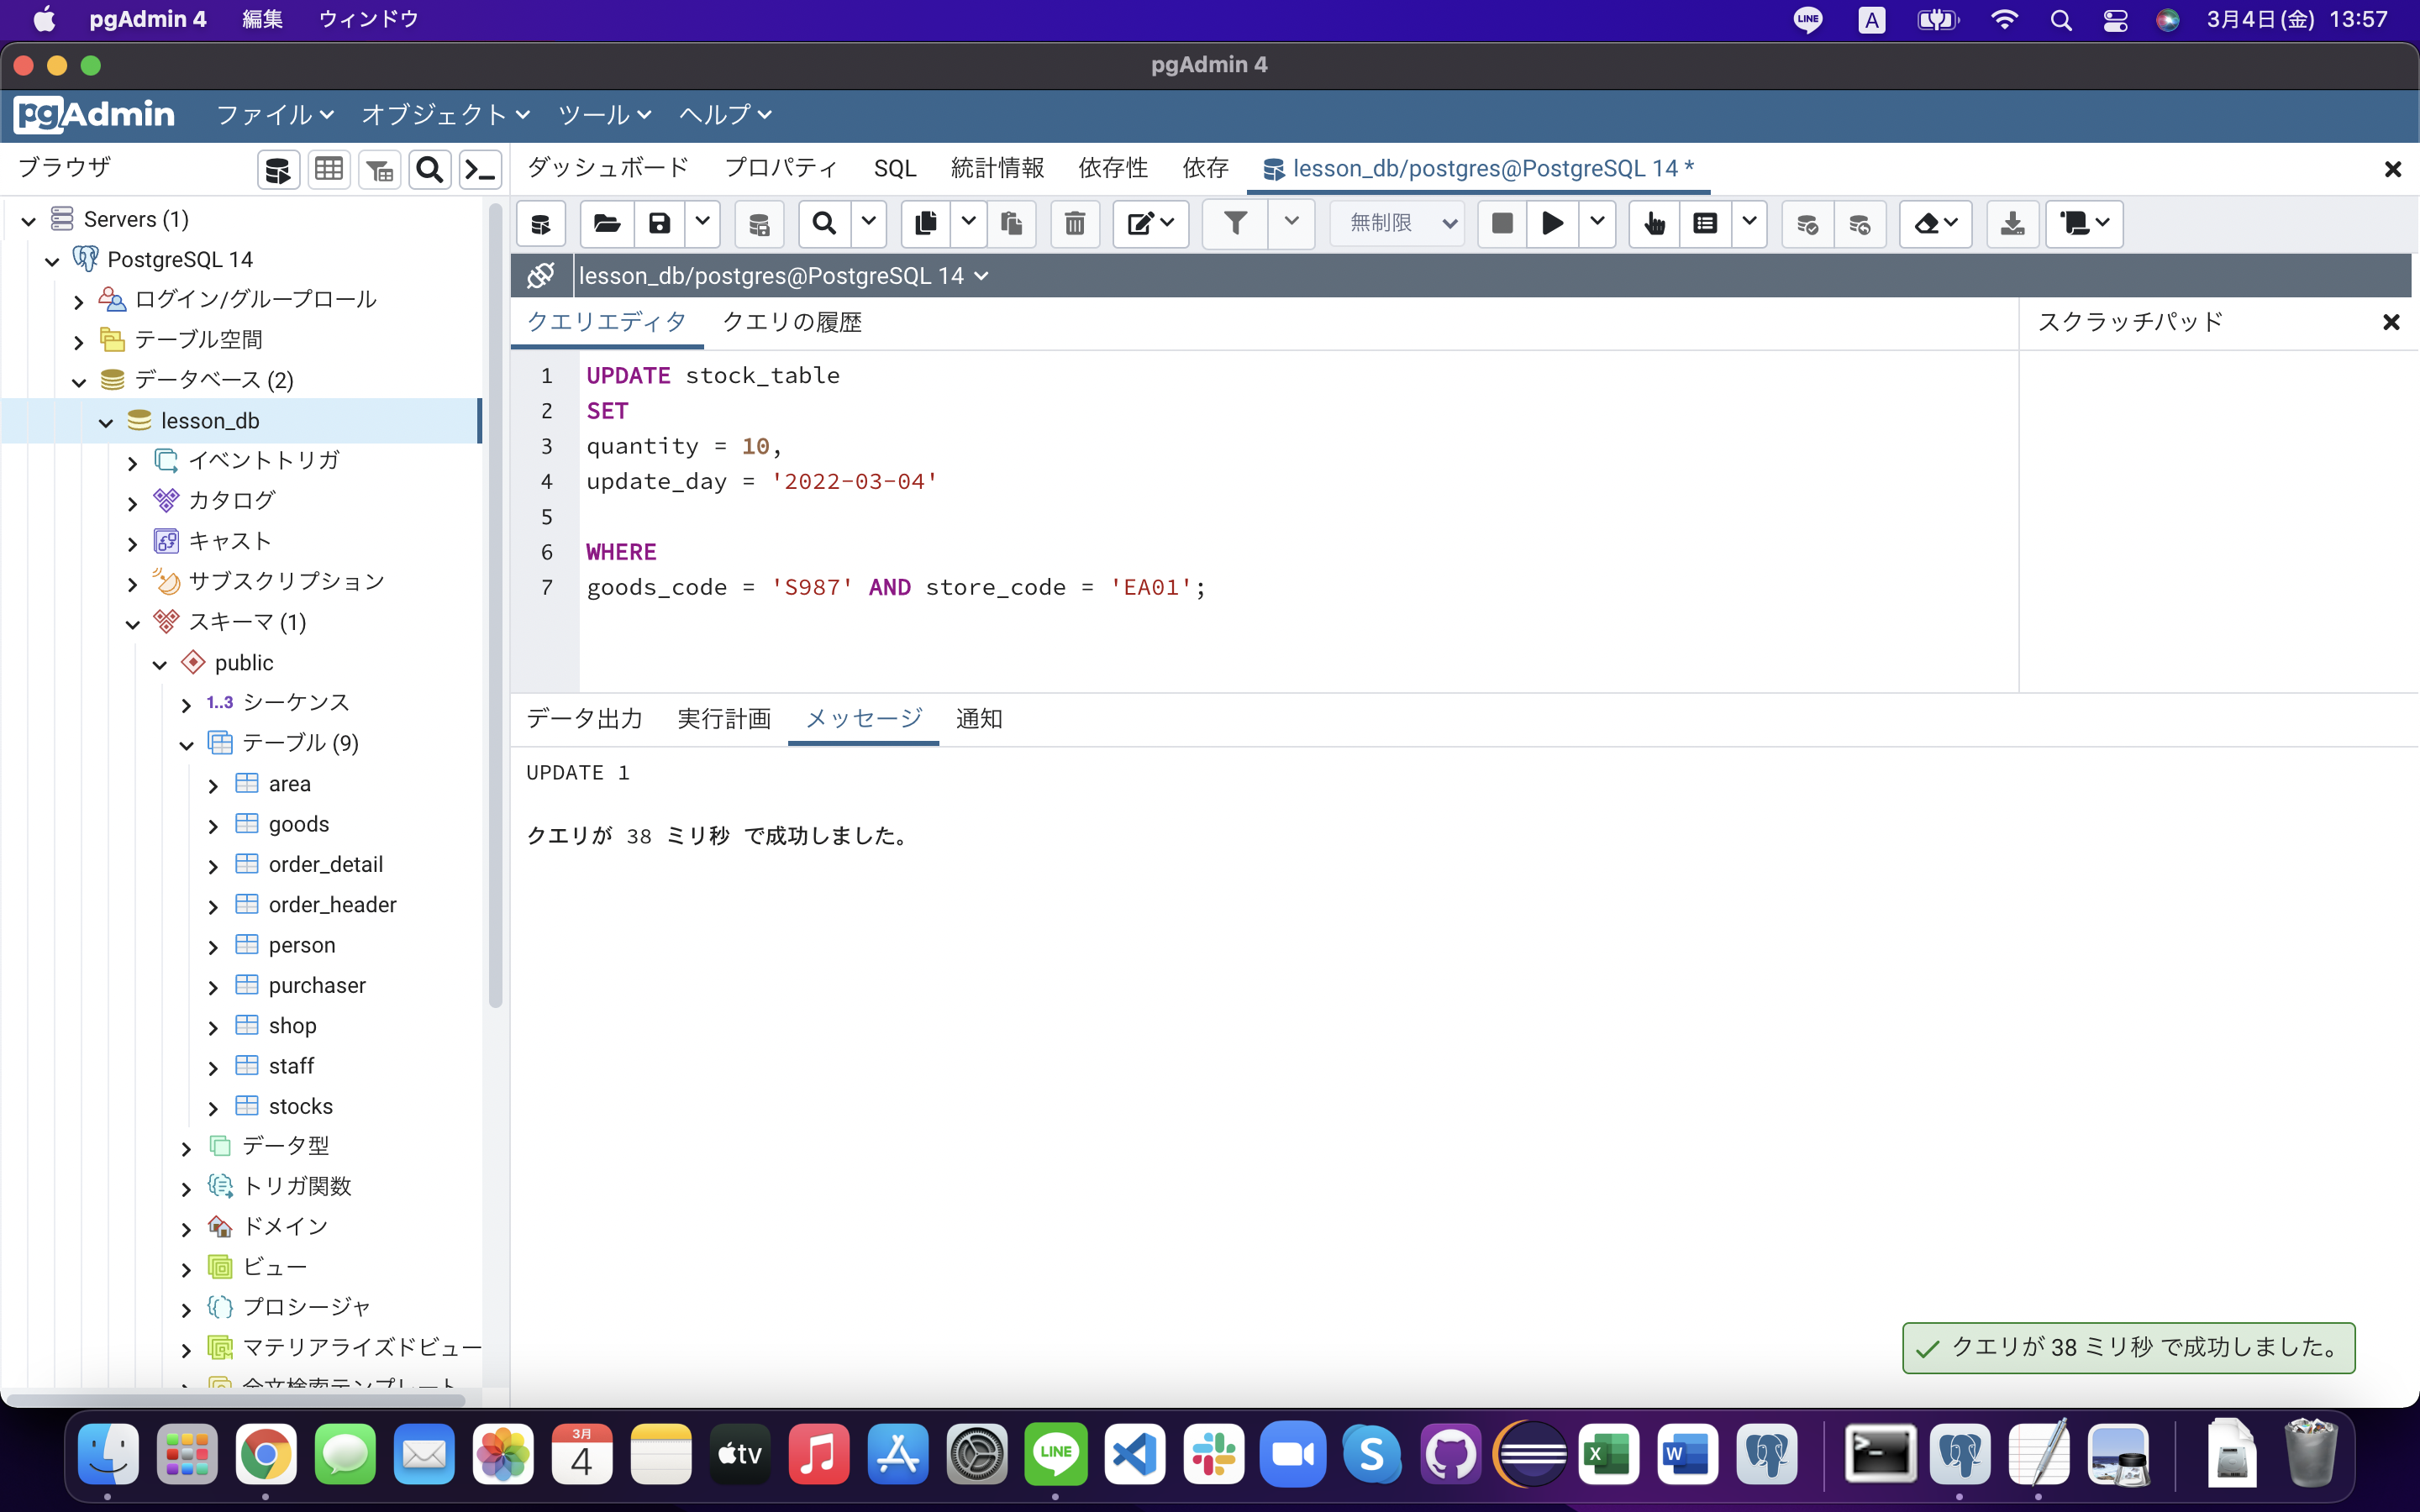 pgAdmin 4 編集 ウィンドウ LINE A 3月4日(金) 13:57
pgAdmin 4
pgAdmin ファイル オブジェクト ツール ヘルプ
ブラウザ
ダッシュボード プロパティ SQL 統計情報 依存性 依存 lesson_db/postgres@PostgreSQL 14 *
無制限
lesson_db/postgres@PostgreSQL 14
クエリエディタ クエリの履歴
スクラッチパッド
Servers (1)
PostgreSQL 14
ログイン/グループロール
テーブル空間
データベース (2)
lesson_db
イベントトリガ
カタログ
キャスト
サブスクリプション
スキーマ (1)
public
1..3 シーケンス
テーブル (9)
area
goods
order_detail
order_header
person
purchaser
shop
staff
stocks
データ型
トリガ関数
ドメイン
ビュー
プロシージャ
マテリアライズドビュー
全文検索テンプレート
1 UPDATE stock_table
2 SET
3 quantity = 10,
4 update_day = '2022-03-04'
5
6 WHERE
7 goods_code = 'S987' AND store_code = 'EA01';
データ出力 実行計画 メッセージ 通知
UPDATE 1
クエリが 38 ミリ秒 で成功しました。
クエリが 38 ミリ秒 で成功しました。
3月
4
tv
LINE
S
X
W